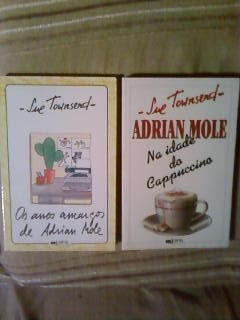 -Sue Townsend-
Os anos amargos
de Adrian Mole
-Sue Townsend-
ADRIAN MOLE
Na idade
do
Cappuccino